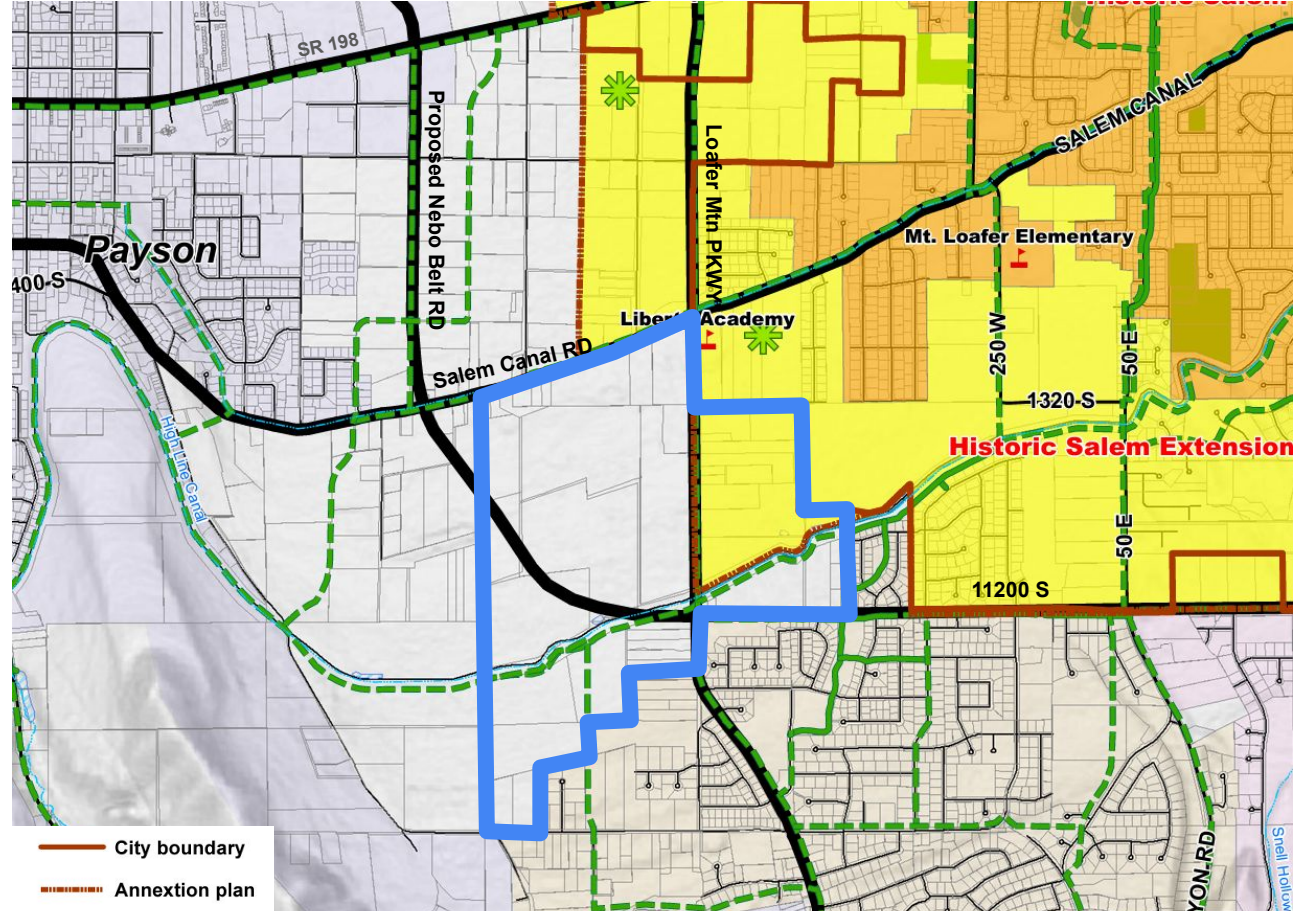 Historic Salem
SR 198
SALEM CANAL
Proposed Nebo Belt RD
Loafer Mtn PKWY
Payson
400 S
Mt. Loafer Elementary
Liberty Academy
Salem Canal RD
250 W
50 E
1320 S
High Line Canal
Historic Salem Extension
50 E
11200 S
City boundary
Annextion plan
YON RD
Snell Hollow